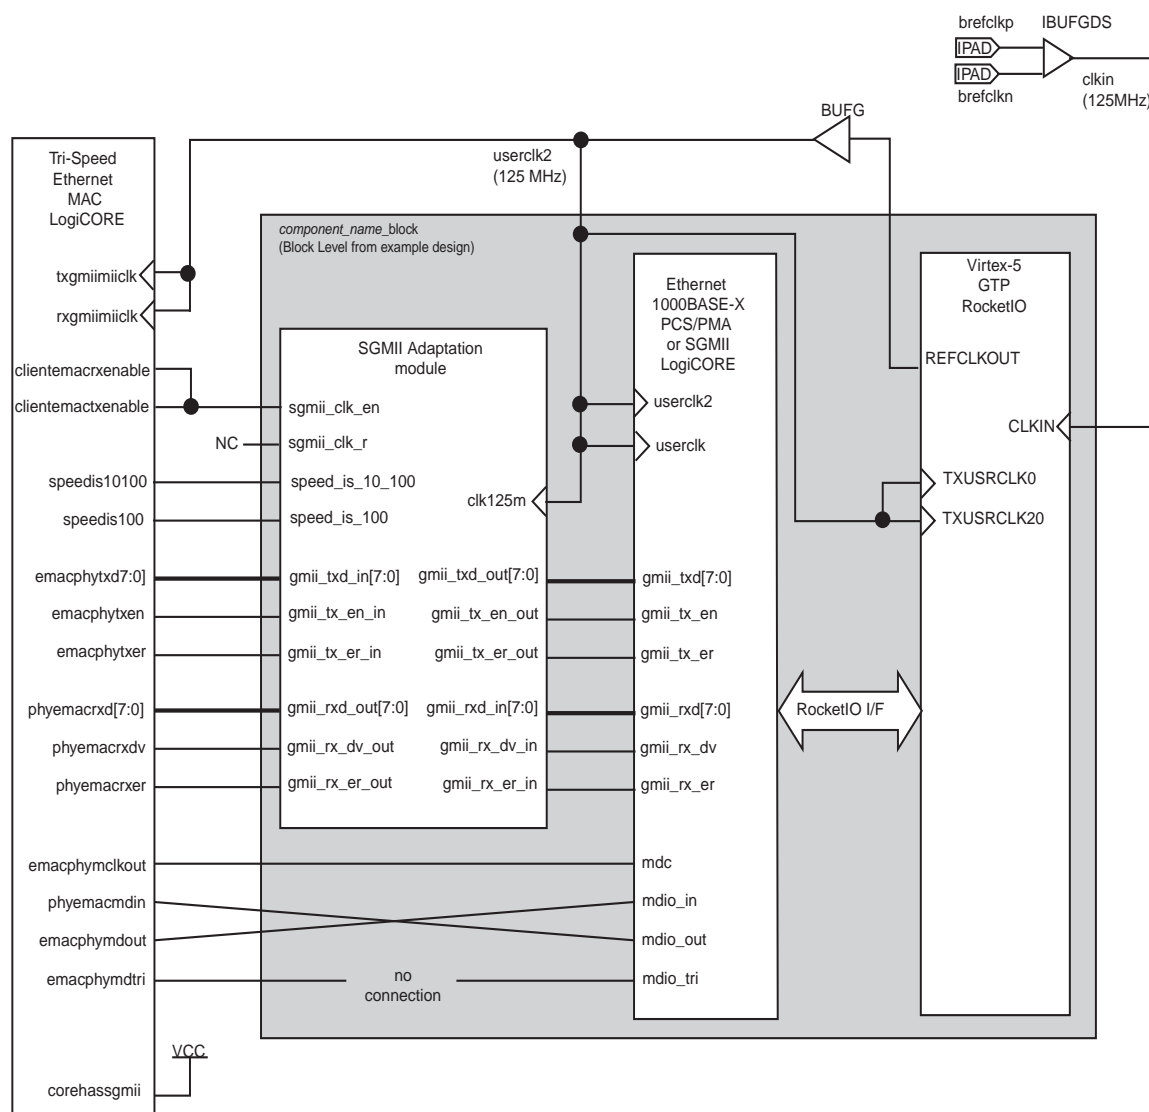 brefclkp
IBUFGDS
IPAD
IPAD
brefclkn
clkin
(125MHz)
BUFG
userclk2
(125 MHz)
Tri-Speed
Ethernet
MAC
LogiCORE
component_name_block
(Block Level from example design)
txgmiimiiclk
rxgmiimiiclk
clientemacrxenable
clientemactxenable
NC
speedis10100
speedis100
emacphytxd7:0]
emacphytxen
emacphytxer
phyemacrxd[7:0]
phyemacrxdv
phyemacrxer
emacphymclkout
phyemacmdin
emacphymdout
emacphymdtri
no
connection
VCC
corehassgmii
SGMII Adaptation
module
sgmii_clk_en
sgmii_clk_r
speed_is_10_100
speed_is_100
clk125m
gmii_txd_in[7:0]
gmii_tx_en_in
gmii_tx_er_in
gmii_rxd_out[7:0]
gmii_rx_dv_out
gmii_rx_er_out
gmii_txd_out[7:0]
gmii_tx_en_out
gmii_tx_er_out
gmii_rxd_in[7:0]
gmii_rx_dv_in
gmii_rx_er_in
Ethernet
1000BASE-X
PCS/PMA
or SGMII
LogiCORE
userclk2
userclk
gmii_txd[7:0]
gmii_tx_en
gmii_tx_er
gmii_rxd[7:0]
gmii_rx_dv
gmii_rx_er
mdc
mdio_in
mdio_out
mdio_tri
RocketIO I/F
Virtex-5
GTP
RocketIO
REFCLKOUT
CLKIN
TXUSRCLK0
TXUSRCLK20